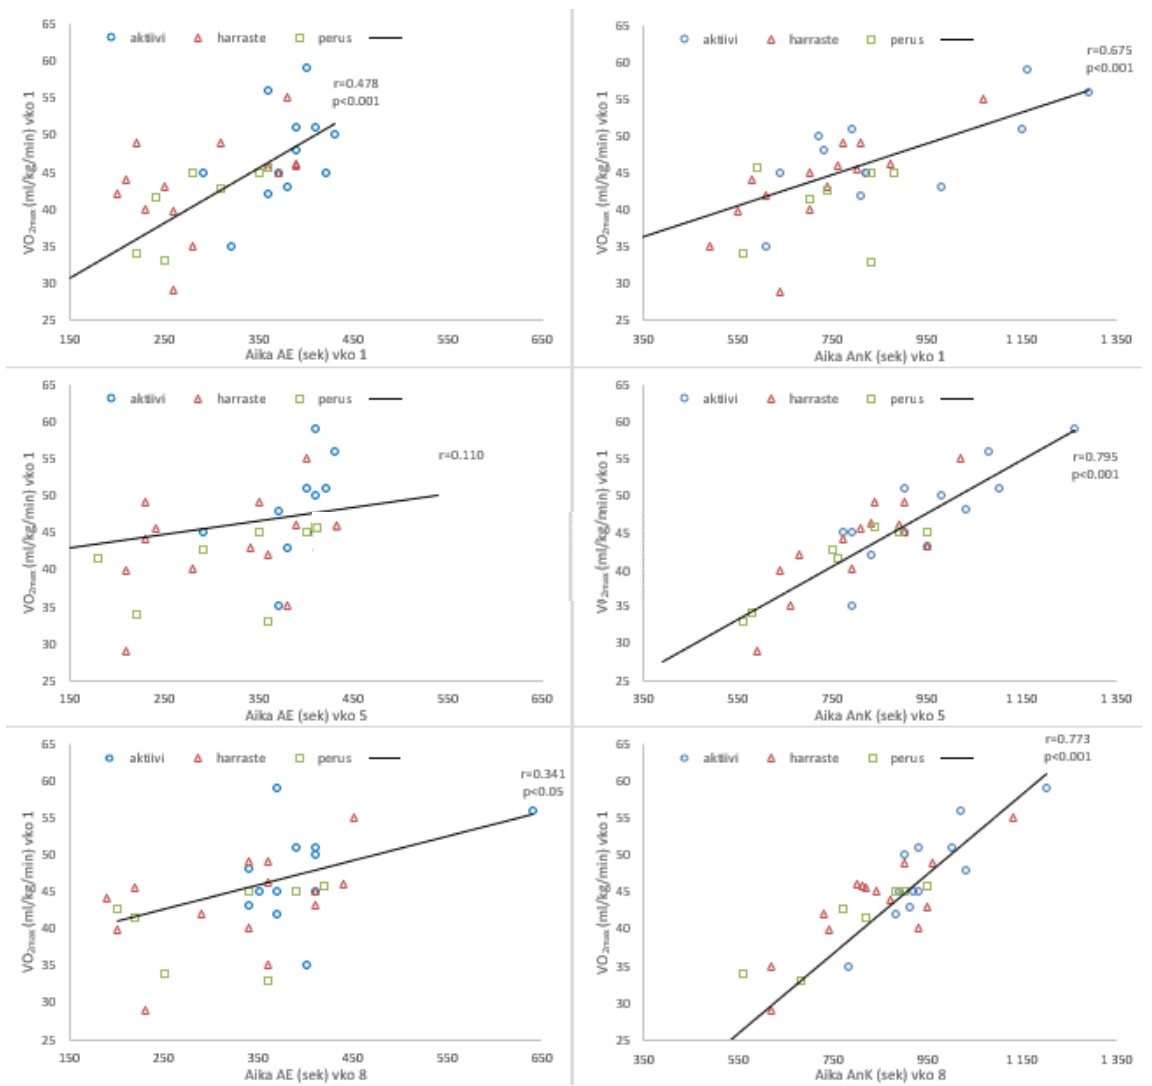 aktiivi harraste perus
r=0.478
p<0.001
VO2max (ml/kg/min) vko 1
65
60
55
50
45
40
35
30
25
150 250 350 450 550 650
Aika AE (sek) vko 1
aktiivi harraste perus
r=0.675
p<0.001
VO2max (ml/kg/min) vko 1
65
60
55
50
45
40
35
30
25
350 550 750 950 1 150 1 350
Aika AnK (sek) vko 1
aktiivi harraste perus
r=0.110
VO2max (ml/kg/min) vko 1
65
60
55
50
45
40
35
30
25
150 250 350 450 550 650
Aika AE (sek) vko 5
aktiivi harraste perus
r=0.795
p<0.001
VO2max (ml/kg/min) vko 1
65
60
55
50
45
40
35
30
25
350 550 750 950 1 150 1 350
Aika AnK (sek) vko 5
aktiivi harraste perus
r=0.341
p<0.05
VO2max (ml/kg/min) vko 1
65
60
55
50
45
40
35
30
25
150 250 350 450 550 650
Aika AE (sek) vko 8
r=0.773
p<0.001
aktiivi harraste perus
VO2max (ml/kg/min) vko 1
65
60
55
50
45
40
35
30
25
350 550 750 950 1 150 1 350
Aika AnK (sek) vko 8